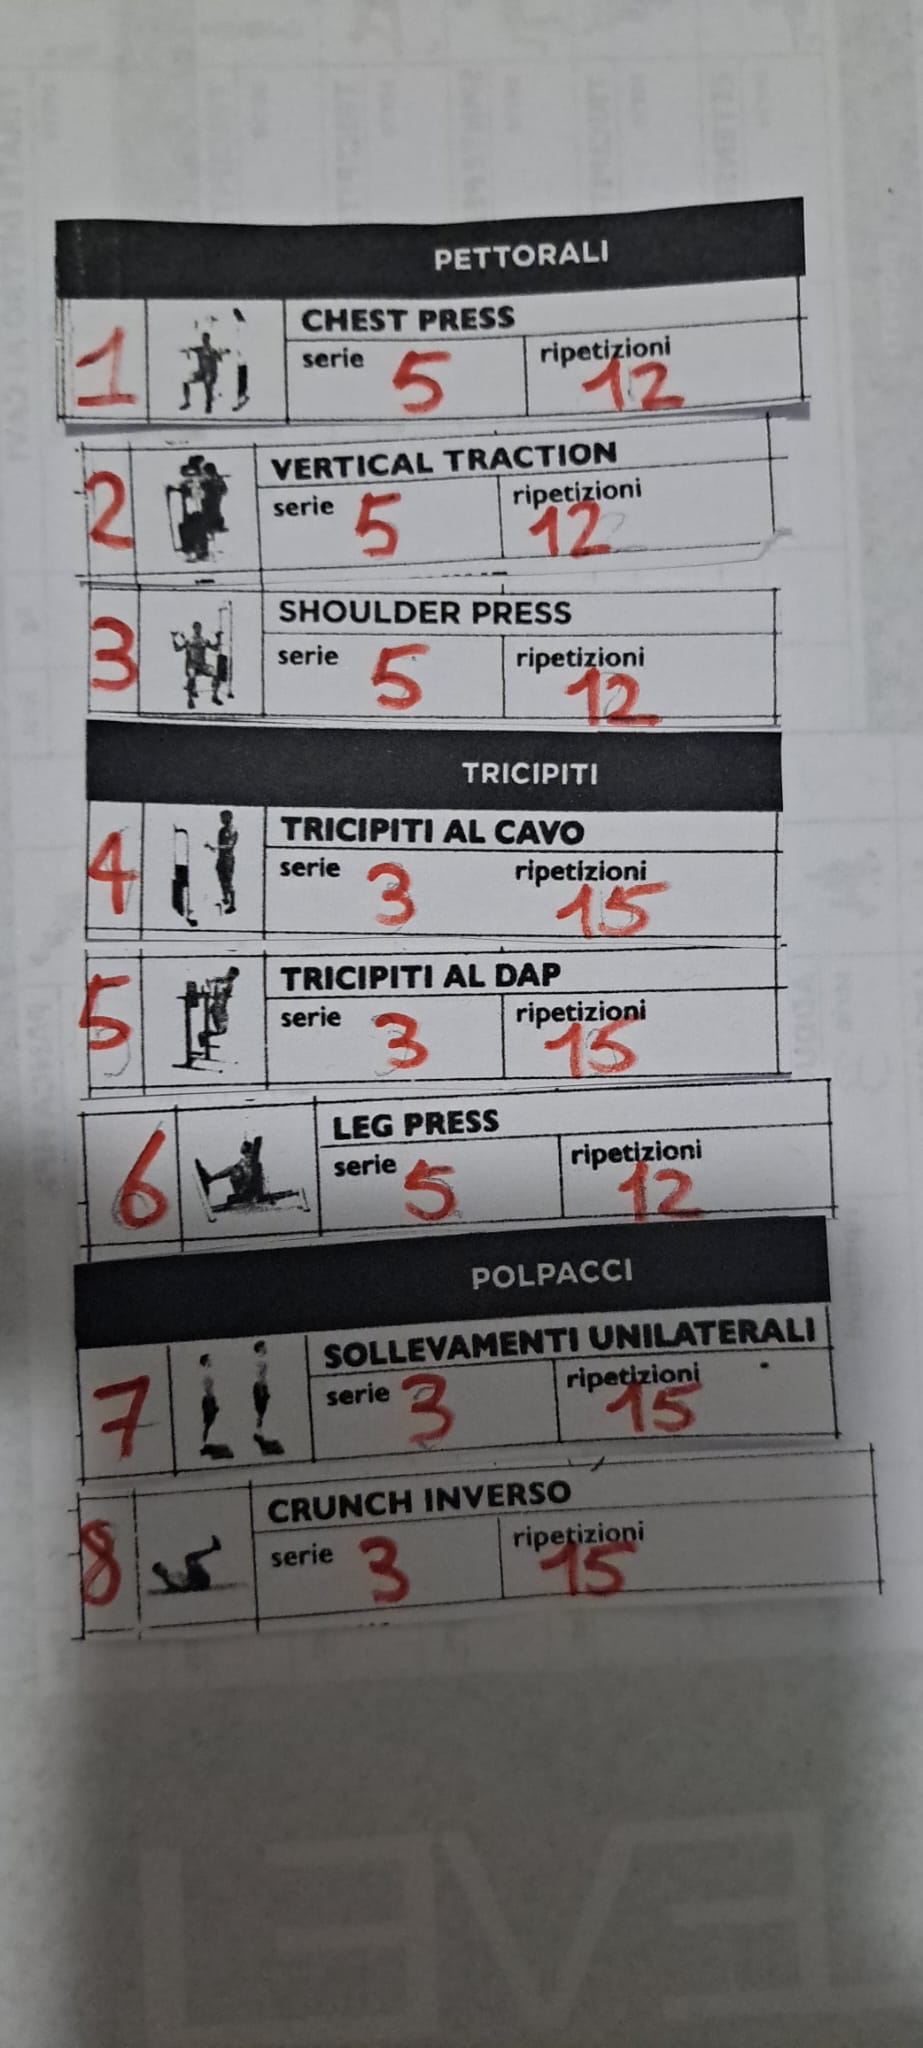 PETTORALI
1 CHEST PRESS
serie 5 ripetizioni 12
2 VERTICAL TRACTION
serie 5 ripetizioni 12
3 SHOULDER PRESS
serie 5 ripetizioni 12
TRICIPITI
4 TRICIPITI AL CAVO
serie 3 ripetizioni 15
5 TRICIPITI AL DAP
serie 3 ripetizioni 15
6 LEG PRESS
serie 5 ripetizioni 12
POLPACCI
7 SOLLEVAMENTI UNILATERALI
serie 3 ripetizioni 15
8 CRUNCH INVERSO
serie 3 ripetizioni 15